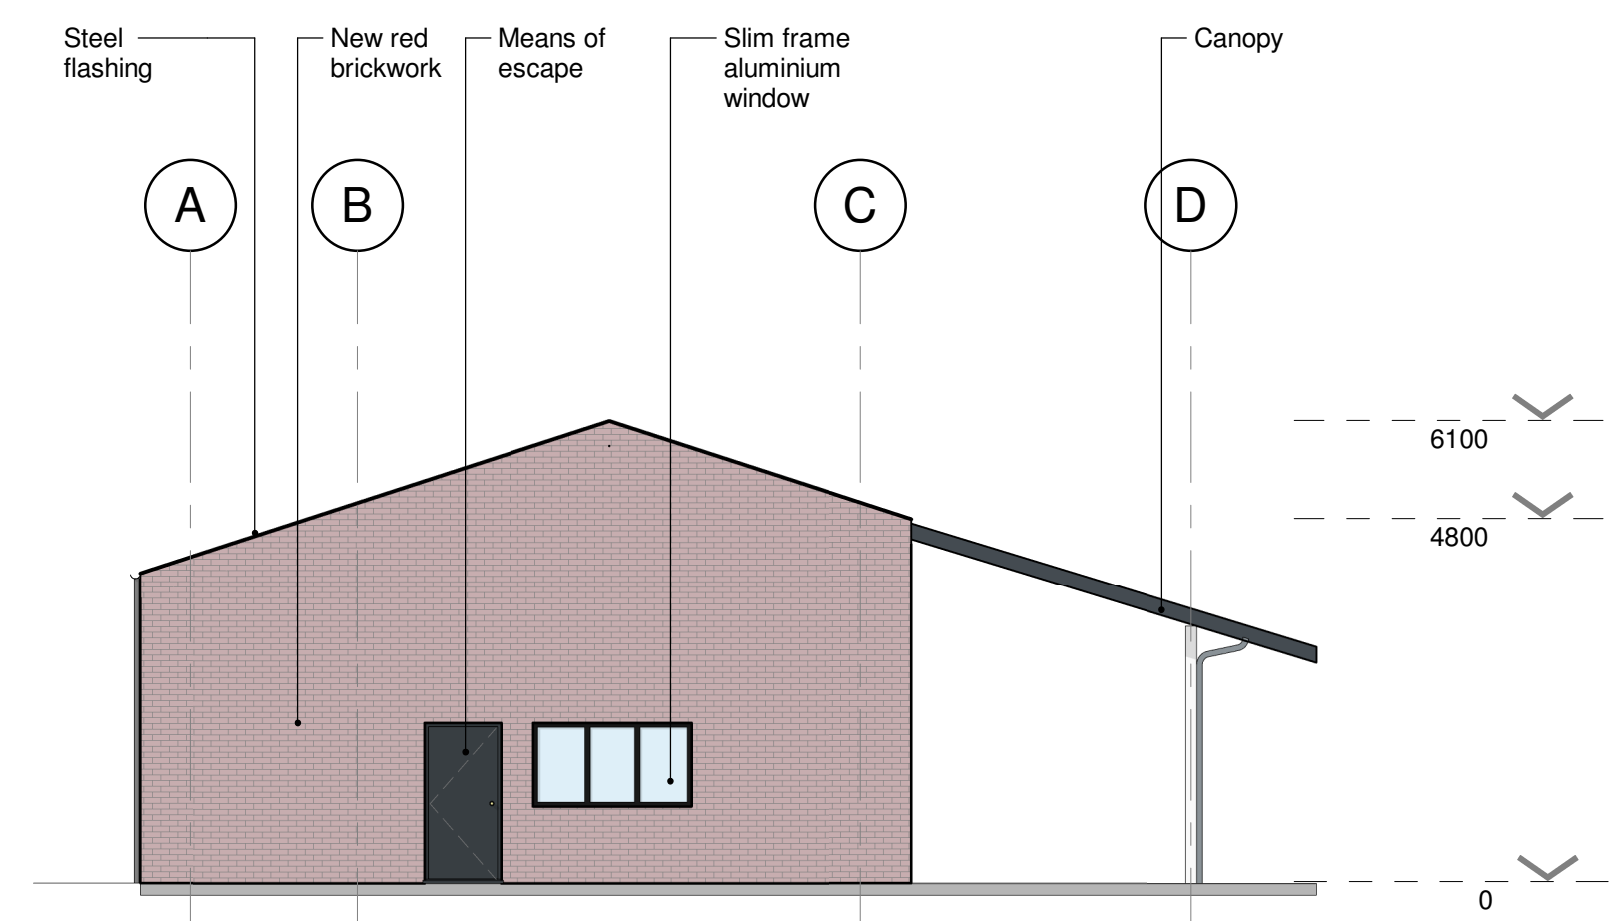 Steel
flashing
New red
brickwork
Means of
escape
Slim frame
aluminium
window
Canopy
A
B
C
D
6100
4800
0